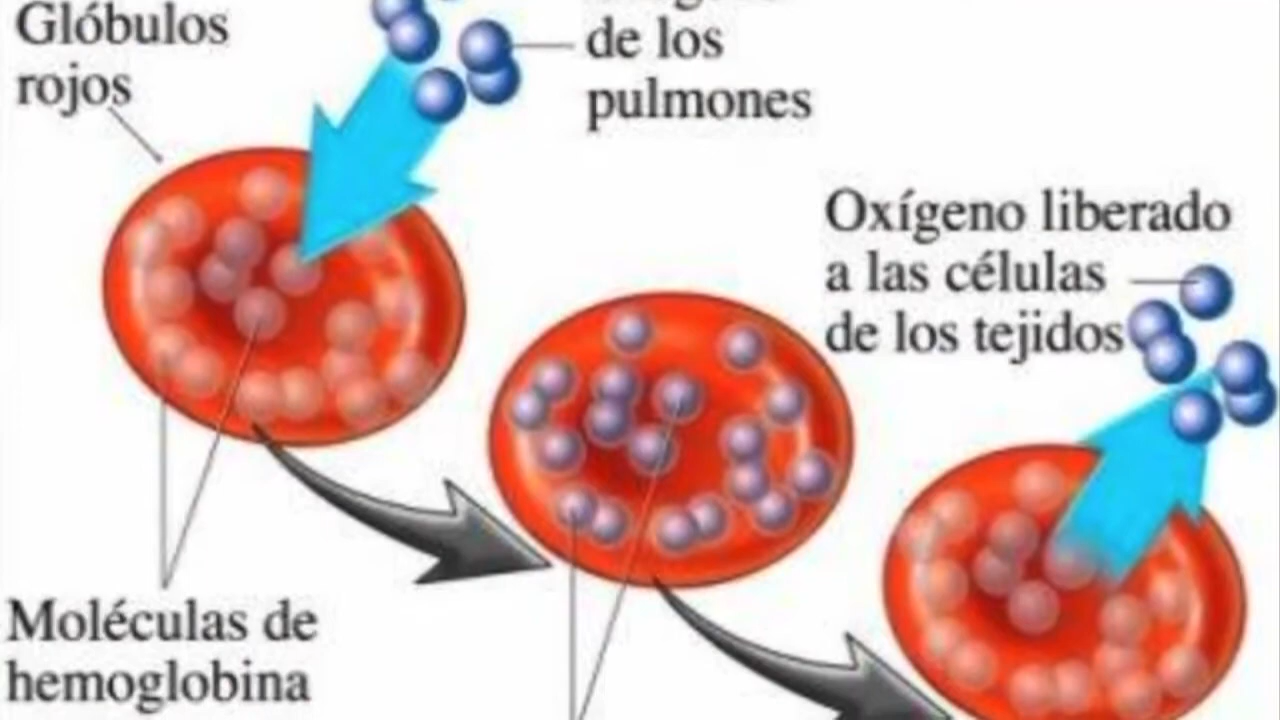 Glóbulos
rojos
de los
pulmones
Oxígeno liberado
a las células
de los tejidos
Moléculas de
hemoglobina